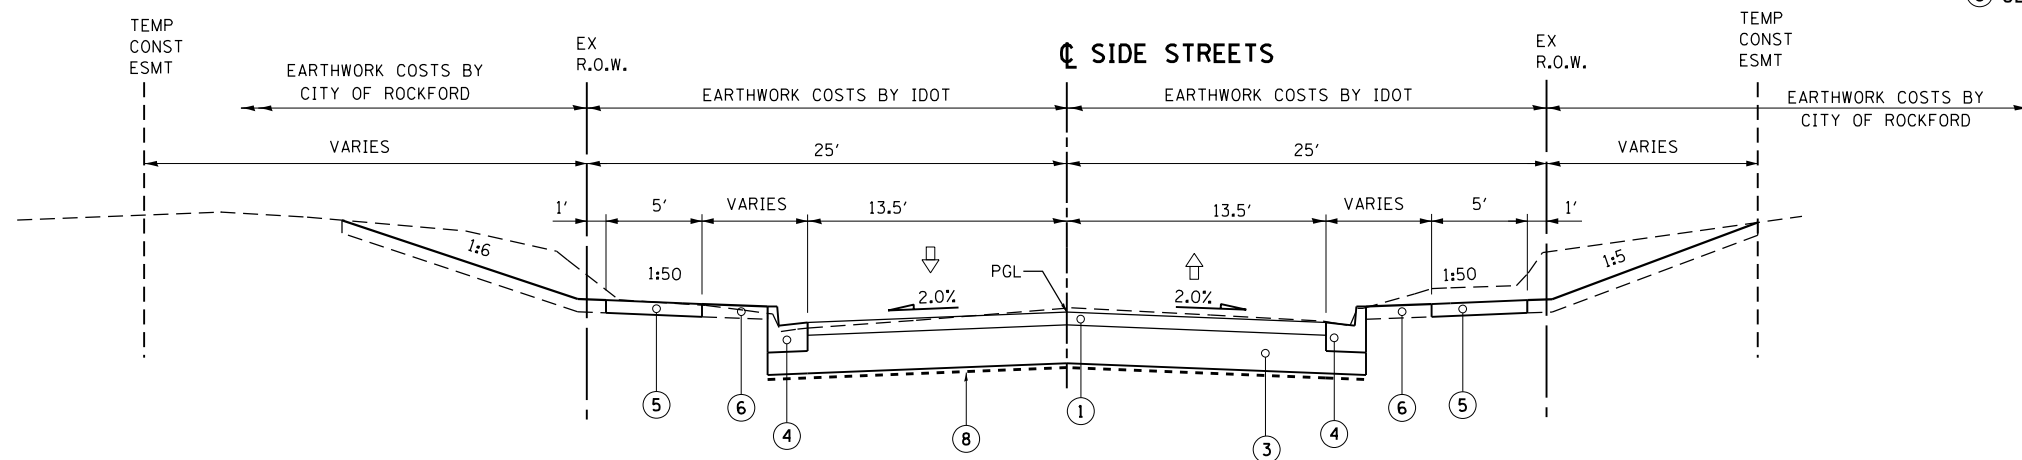 TEMP
CONST
ESMT
EARTHWORK COSTS BY
CITY OF ROCKFORD
EX
R.O.W.
℄ SIDE STREETS
EX
R.O.W.
TEMP
CONST
ESMT
EARTHWORK COSTS BY IDOT
EARTHWORK COSTS BY IDOT
EARTHWORK COSTS BY
CITY OF ROCKFORD
VARIES
25'
25'
VARIES
1'
5'
VARIES
13.5'
13.5'
VARIES
5'
1'
1:6
1:50
PGL
1:50
1:5
2.0%
2.0%
5
6
4
8
1
3
4
6
5